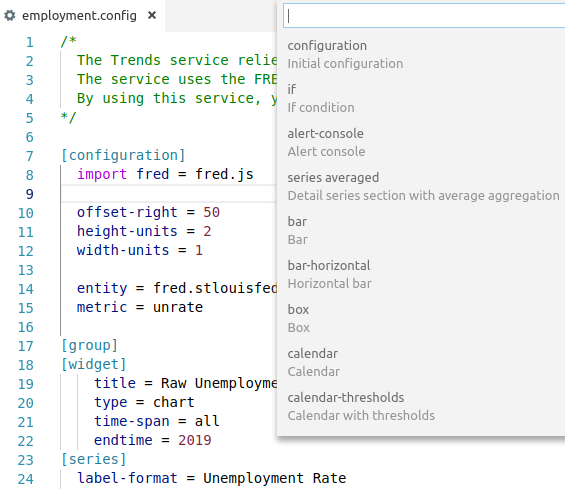 employment.config
1 /*
2 The Trends service relie
3 The service uses the FRE
4 By using this service, y
5 */
6
7 [configuration]
8 import fred = fred.js
9
10 offset-right = 50
11 height-units = 2
12 width-units = 1
13
14 entity = fred.stlouisfed
15 metric = unrate
16
17 [group]
18 [widget]
19 title = Raw Unemployme
20 type = chart
21 time-span = all
22 endtime = 2019
23 [series]
24 label-format = Unemployment Rate
configuration
Initial configuration
if
If condition
alert-console
Alert console
series averaged
Detail series section with average aggregation
bar
Bar
bar-horizontal
Horizontal bar
box
Box
calendar
Calendar
calendar-thresholds
Calendar with thresholds